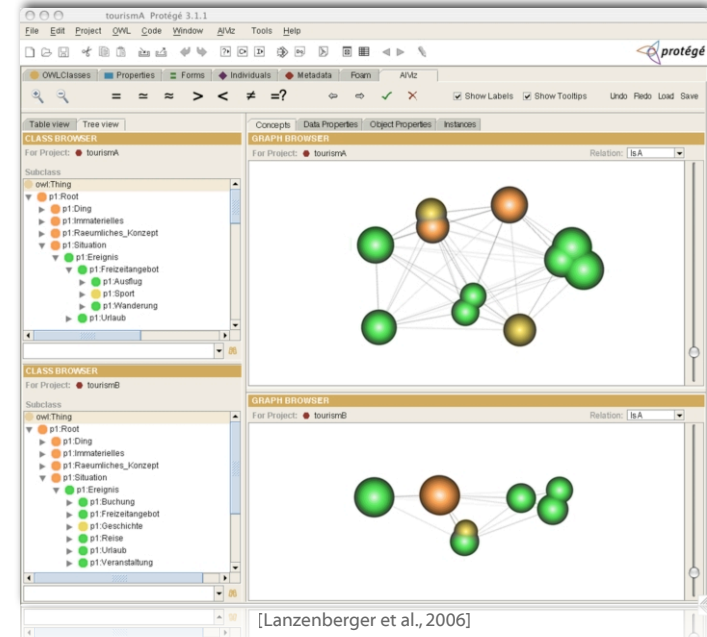 tourismA Protégé 3.1.1
File Edit Project OWL Code Window AlViz Tools Help
protégé
OWLClasses Properties Forms Individuals Metadata Foam AlViz
= ≃ ≈ > < ≠ =? Show Labels Show Tooltips Undo Redo Load Save
Table view Tree view
CLASS BROWSER
For Project: tourismA
Subclass
owl:Thing
p1:Root
p1:Ding
p1:Immaterielles
p1:Raeumliches_Konzept
p1:Situation
p1:Ereignis
p1:Freizeitangebot
p1:Ausflug
p1:Sport
p1:Wanderung
p1:Urlaub
Concepts Data Properties Object Properties Instances
GRAPH BROWSER
For Project: tourismA Relation: IsA
CLASS BROWSER
For Project: tourismB
Subclass
owl:Thing
p1:Root
p1:Ding
p1:Immaterielles
p1:Raeumliches_Konzept
p1:Situation
p1:Ereignis
p1:Buchung
p1:Freizeitangebot
p1:Geschichte
p1:Reise
p1:Urlaub
p1:Veranstaltung
GRAPH BROWSER
For Project: tourismB Relation: IsA
[Lanzenberger et al., 2006]